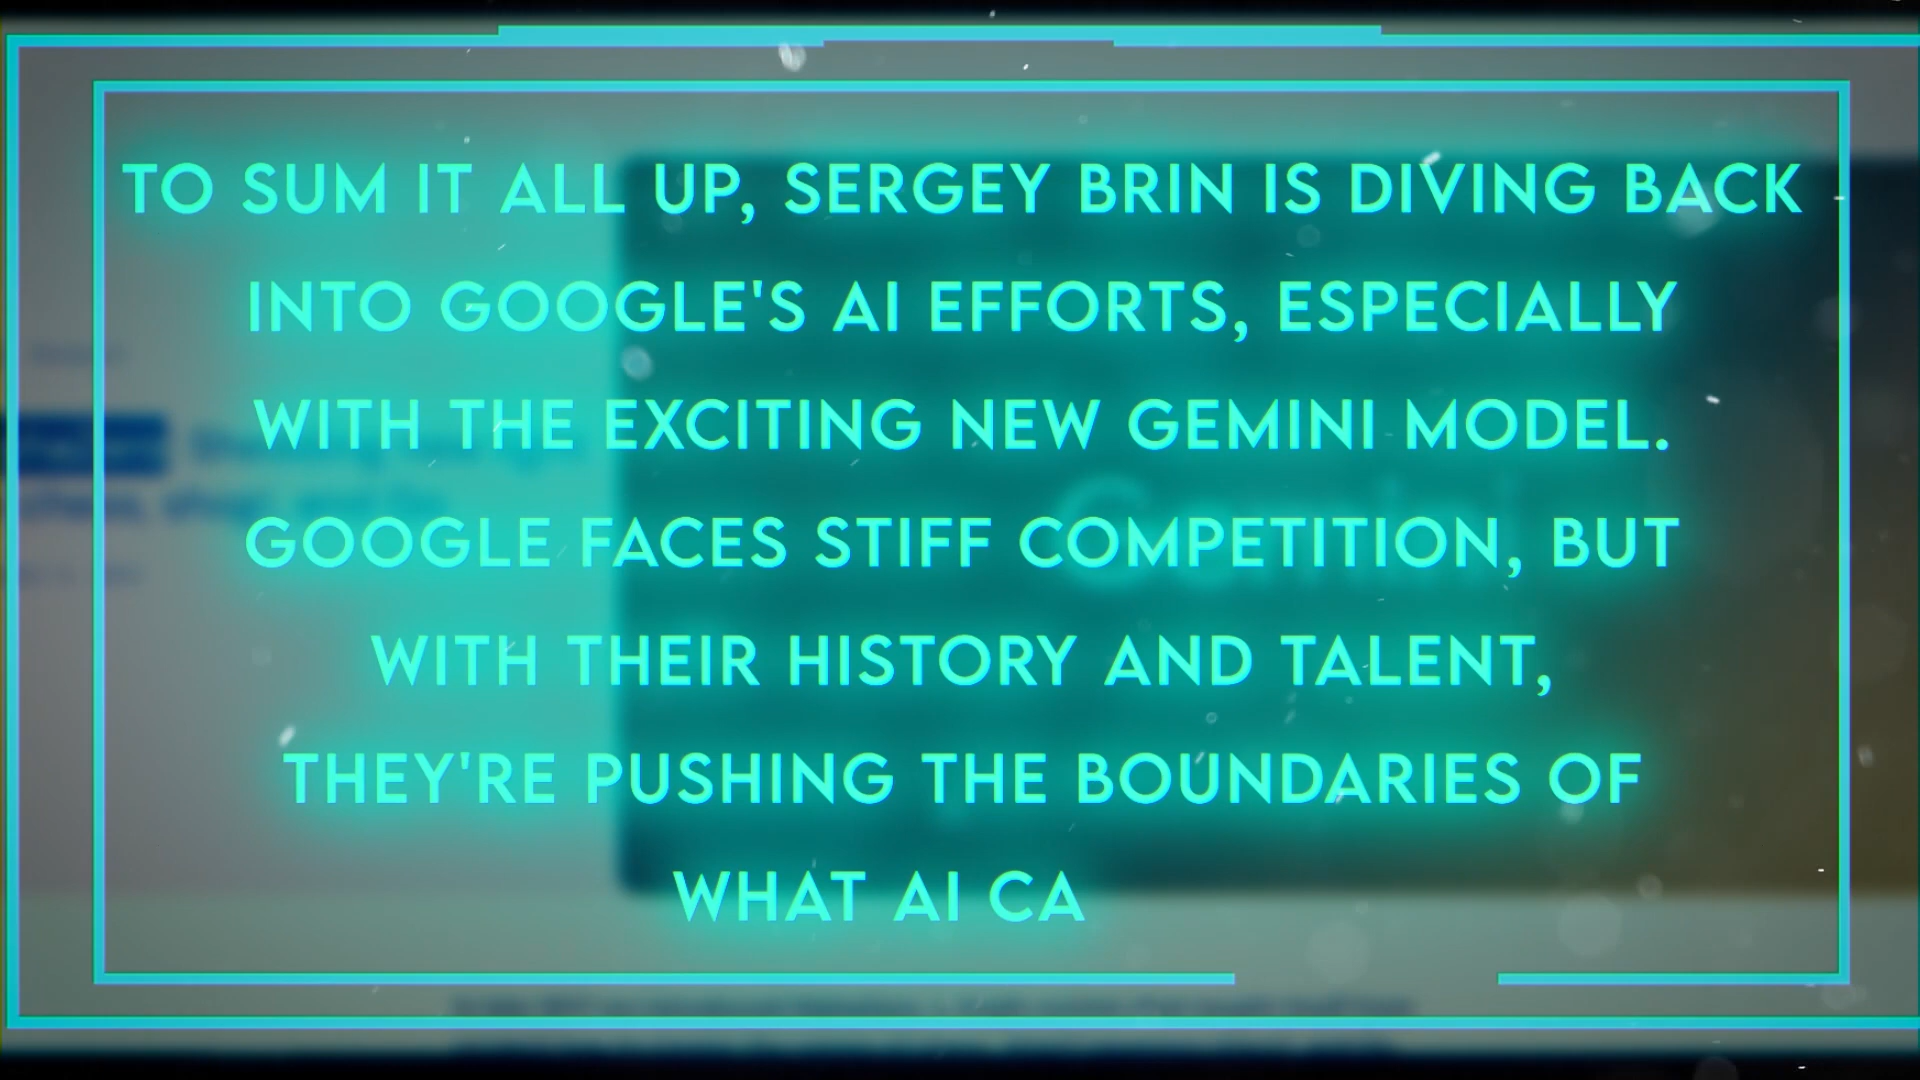 TO SUM IT ALL UP, SERGEY BRIN IS DIVING BACK
INTO GOOGLE'S AI EFFORTS, ESPECIALLY
WITH THE EXCITING NEW GEMINI MODEL.
GOOGLE FACES STIFF COMPETITION, BUT
WITH THEIR HISTORY AND TALENT,
THEY'RE PUSHING THE BOUNDARIES OF
WHAT AI CA
Gemini